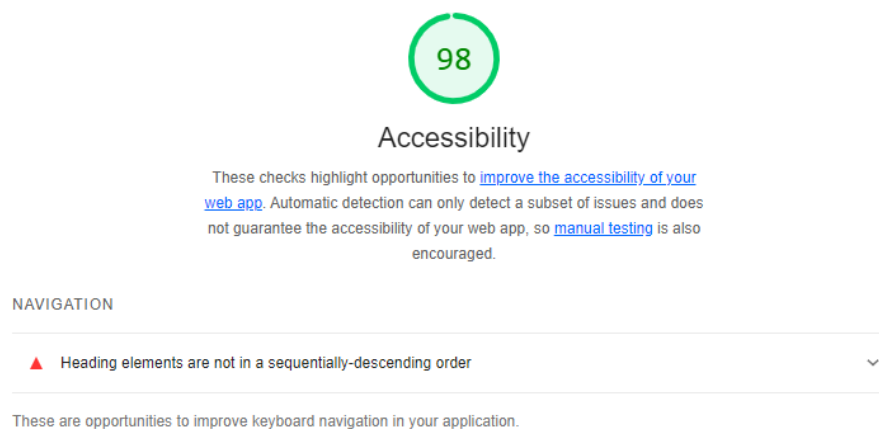 98
Accessibility
These checks highlight opportunities to improve the accessibility of your
web app. Automatic detection can only detect a subset of issues and does
not guarantee the accessibility of your web app, so manual testing is also
encouraged.
NAVIGATION
Heading elements are not in a sequentially-descending order
These are opportunities to improve keyboard navigation in your application.